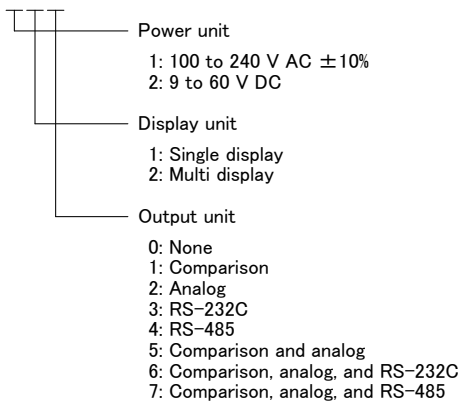 Power unit
1: 100 to 240 V AC ±10%
2: 9 to 60 V DC
Display unit
1: Single display
2: Multi display
Output unit
0: None
1: Comparison
2: Analog
3: RS-232C
4: RS-485
5: Comparison and analog
6: Comparison, analog, and RS-232C
7: Comparison, analog, and RS-485